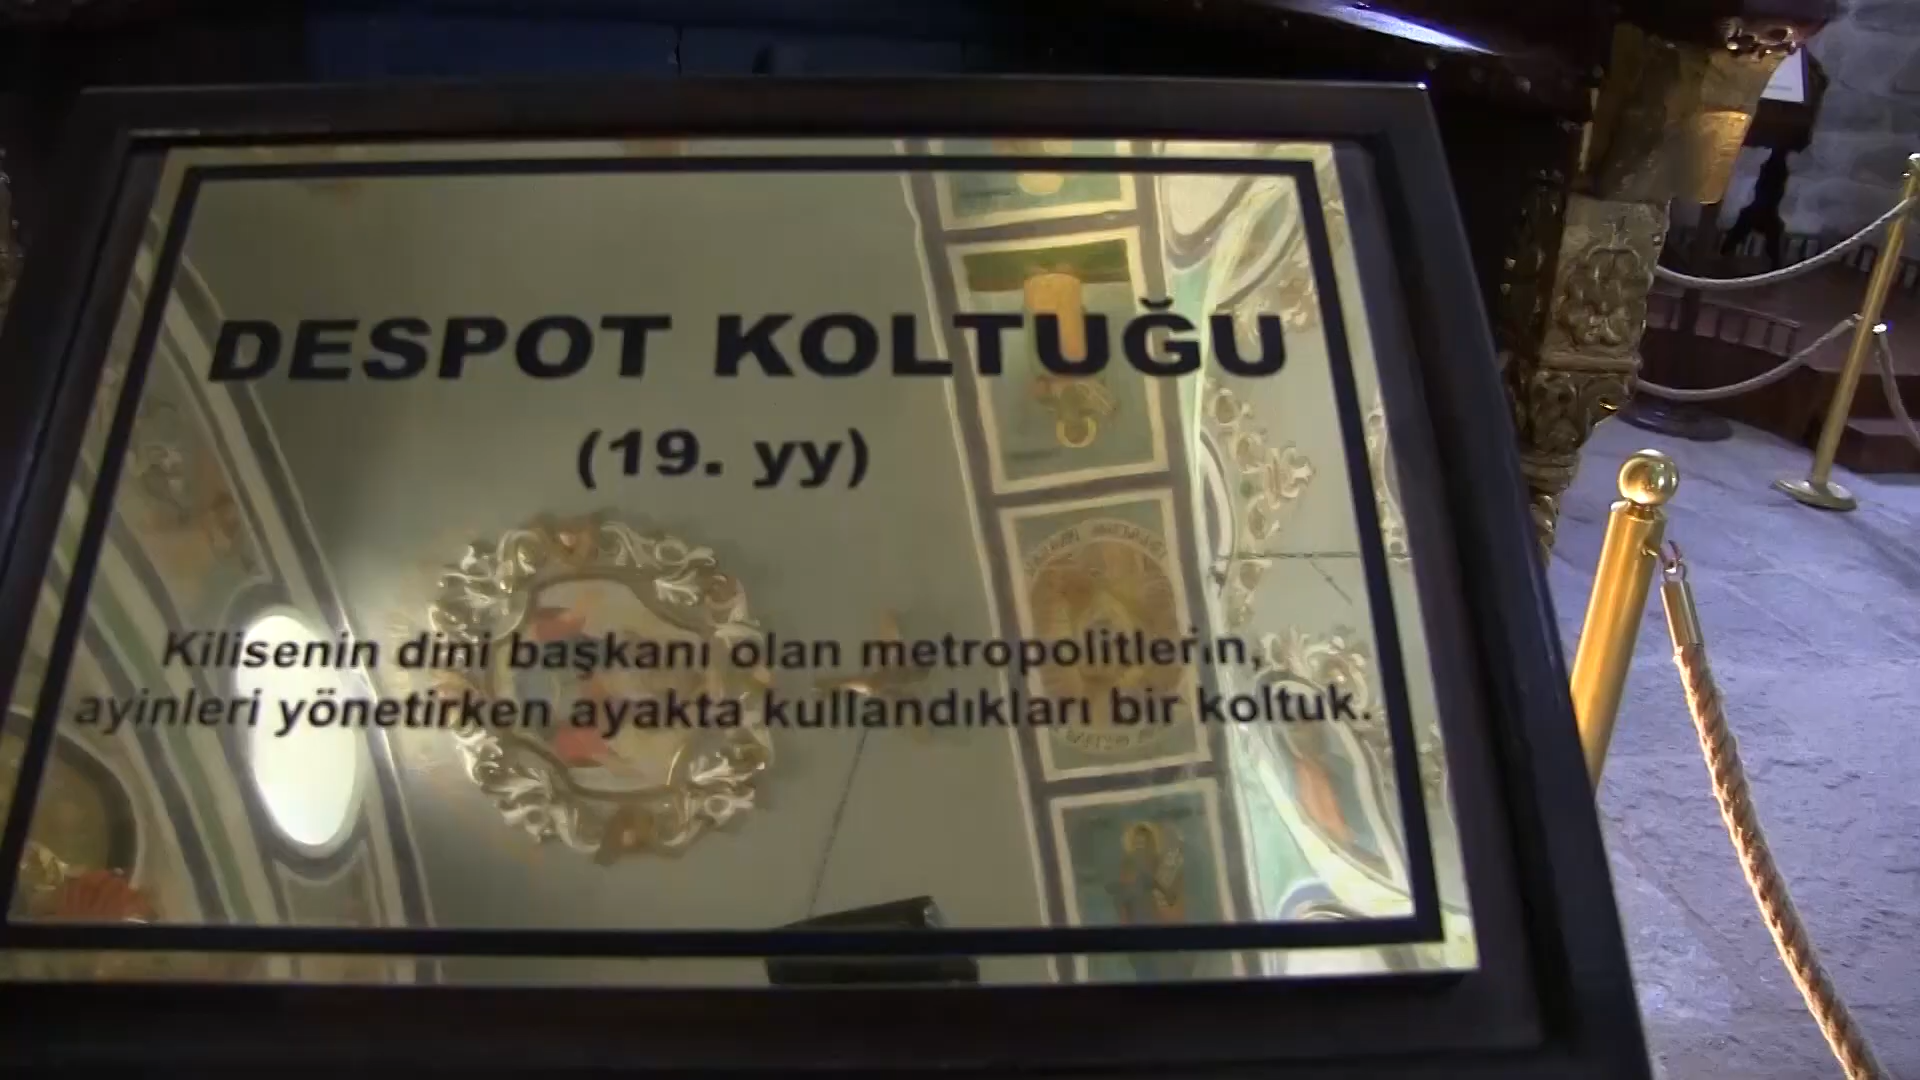 DESPOT KOLTUĞU
(19. yy)
Kilisenin dini başkanı olan metropolitlerin,
ayinleri yönetirken ayakta kullandıkları bir koltuk.